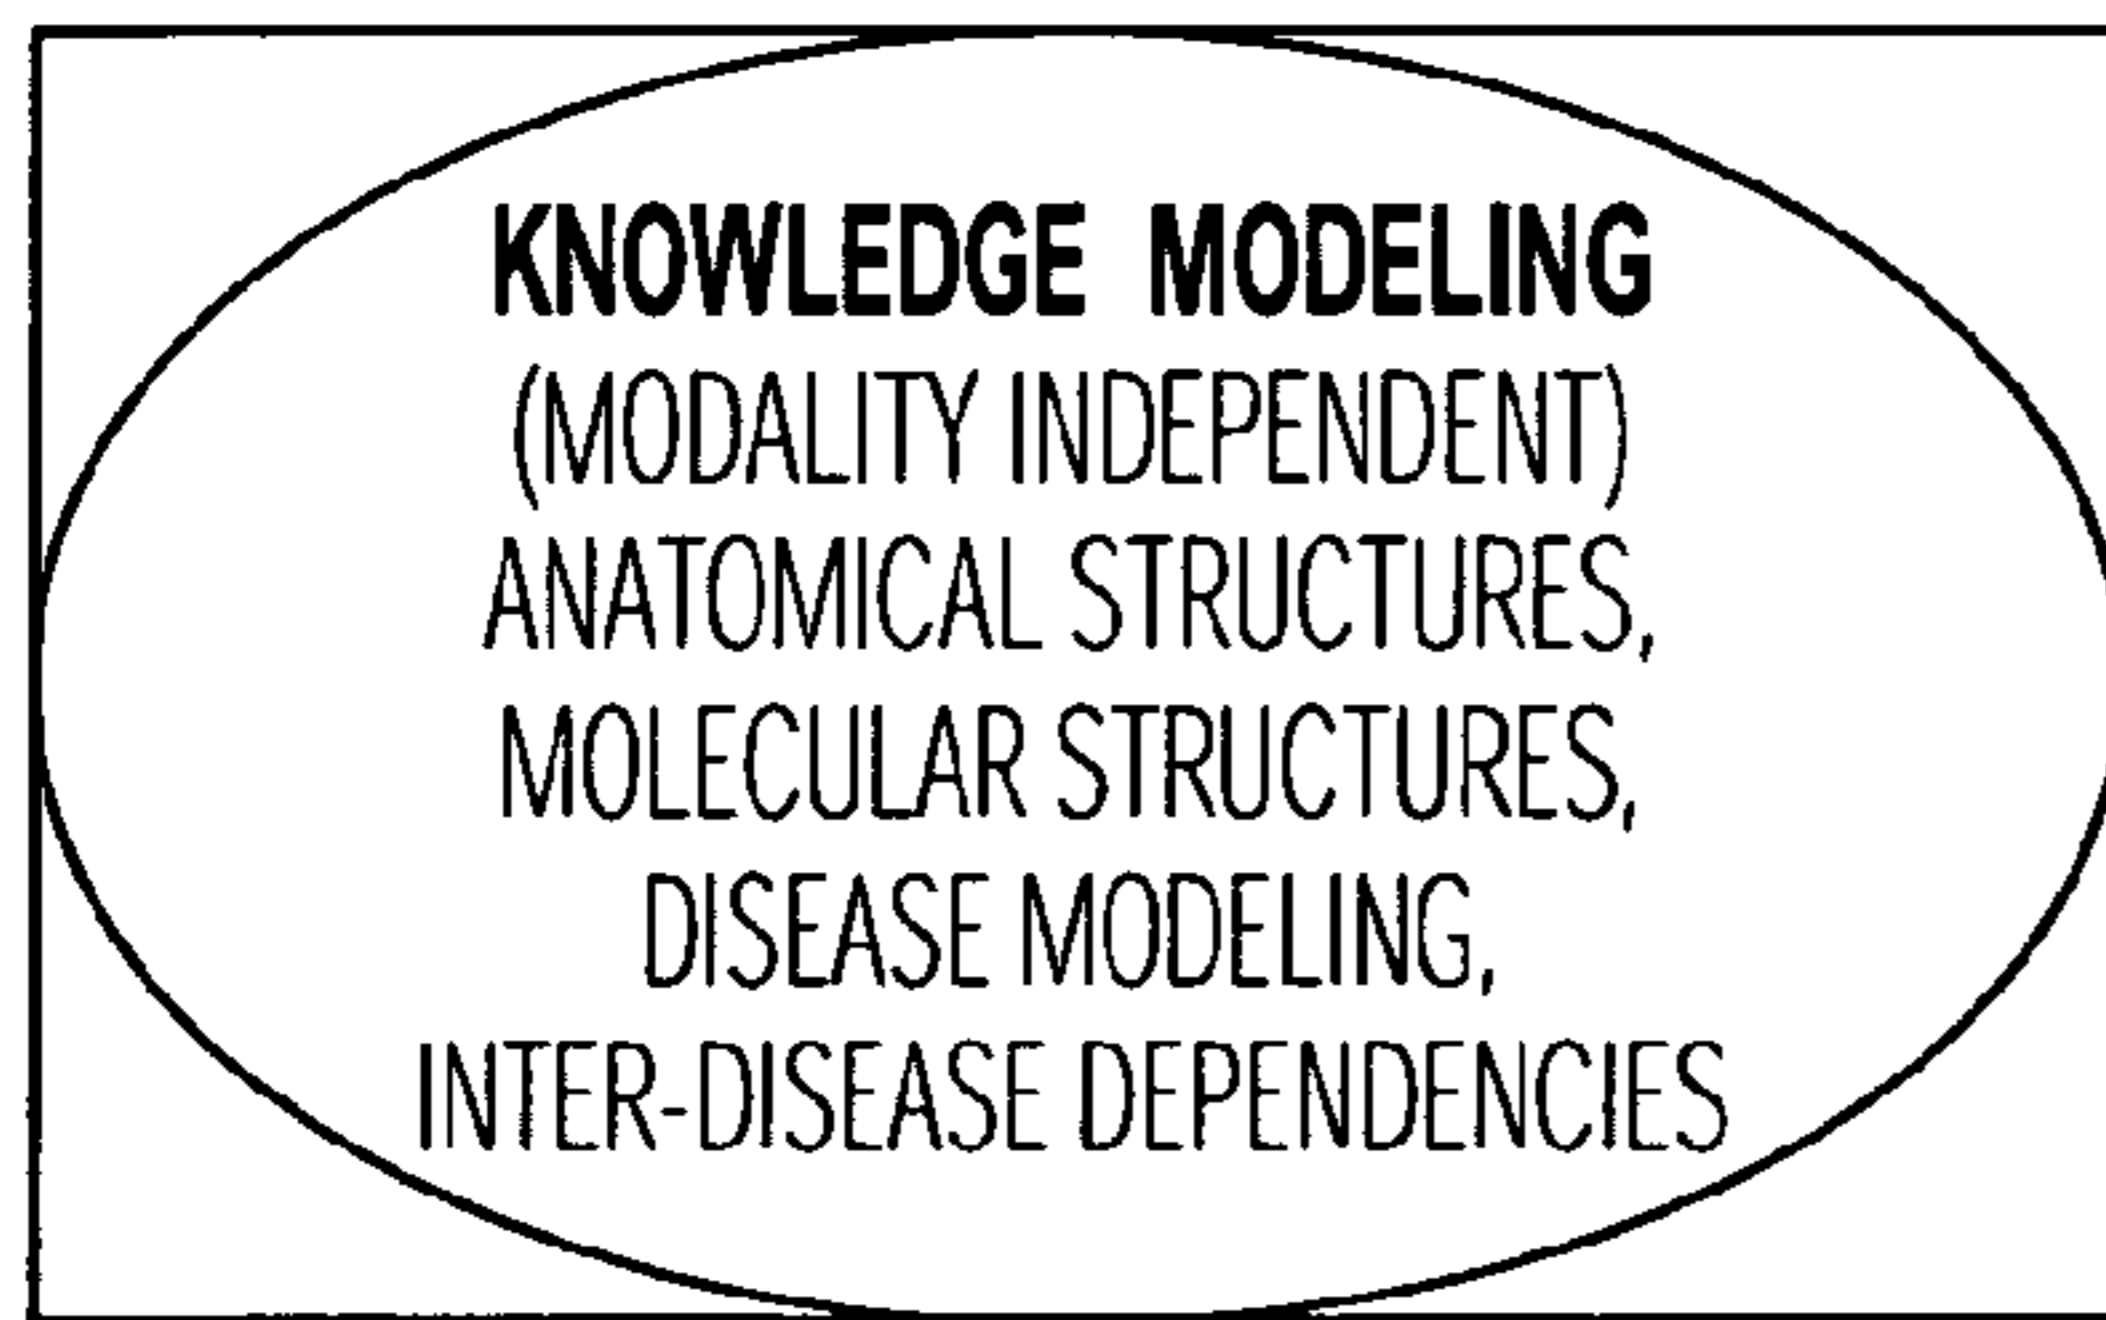 KNOWLEDGE MODELING
(MODALITY INDEPENDENT)
ANATOMICAL STRUCTURES,
MOLECULAR STRUCTURES,
DISEASE MODELING,
INTER-DISEASE DEPENDENCIES